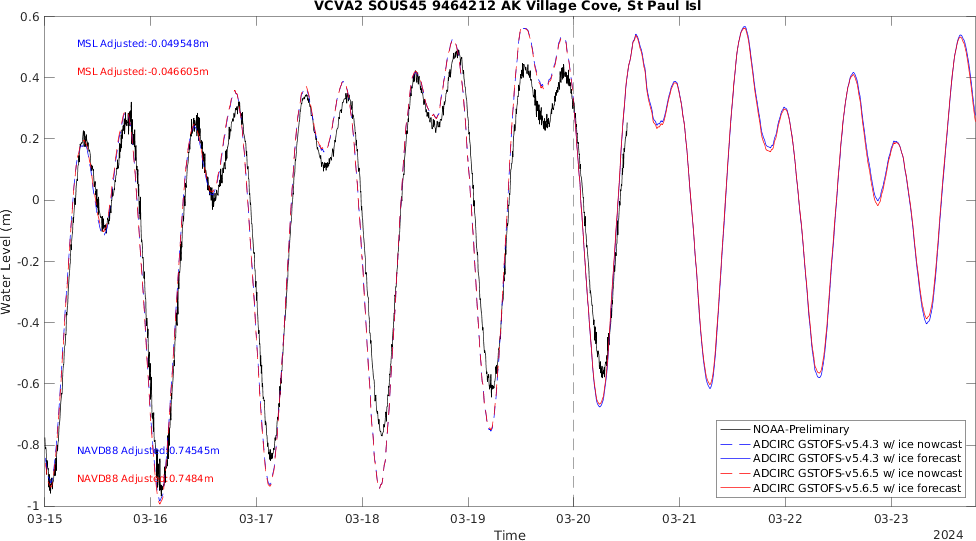 VCVA2 SOUS45 9464212 AK Village Cove, St Paul Isl
0.6
MSL Adjusted:-0.049548m
MSL Adjusted:-0.046605m
0.4
0.2
0
-0.2
-0.4
-0.6
-0.8
-1
Water Level (m)
NAVD88 Adjusted:0.74545m
NAVD88 Adjusted:0.7484m
NOAA-Preliminary
ADCIRC GSTOFS-v5.4.3 w/ ice nowcast
ADCIRC GSTOFS-v5.4.3 w/ ice forecast
ADCIRC GSTOFS-v5.6.5 w/ ice nowcast
ADCIRC GSTOFS-v5.6.5 w/ ice forecast
03-15 03-16 03-17 03-18 03-19 03-20 03-21 03-22 03-23
Time
2024